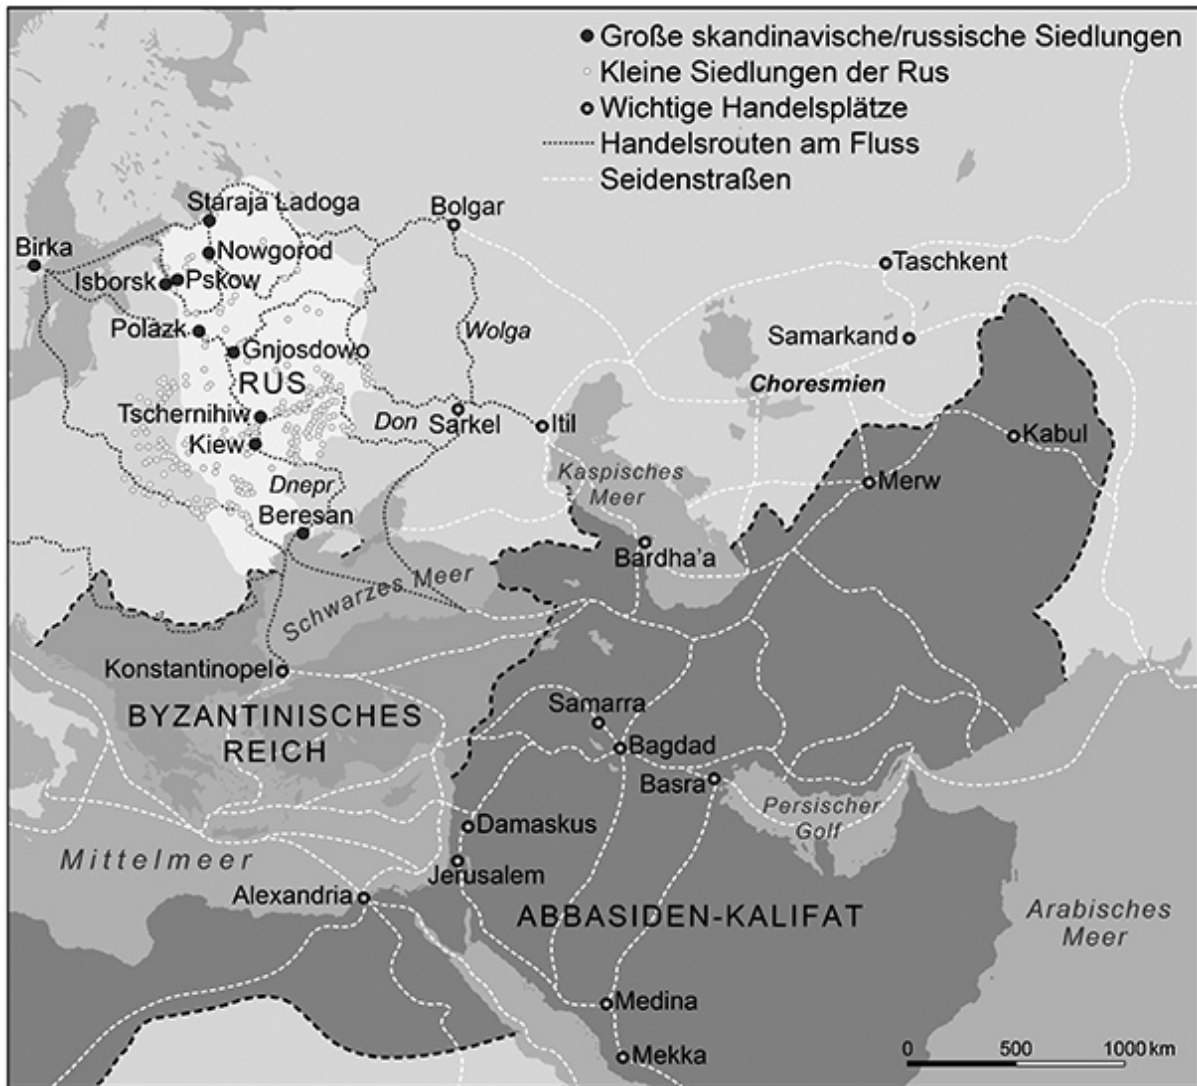 Große skandinavische/russische Siedlungen
Kleine Siedlungen der Rus
Wichtige Handelsplätze
Handelsrouten am Fluss
Seidenstraßen
Staraja Ladoga
Bolgar
Birka
Nowgorod
Isborsk
Pskow
Taschkent
Polazk
Wolga
Samarkand
Gnjosdowo
RUS
Choresmien
Tschernihiw
Don
Sarkel
Itil
Kiew
Kabul
Kaspisches
Meer
Dnepr
Merw
Beresan
Bardha'a
Schwarzes Meer
Konstantinopel
BYZANTINISCHES
REICH
Samarra
Bagdad
Basra
Persischer
Golf
Damaskus
Mittelmeer
Jerusalem
Alexandria
ABBASIDEN-KALIFAT
Arabisches
Meer
Medina
Mekka
0 500 1000 km